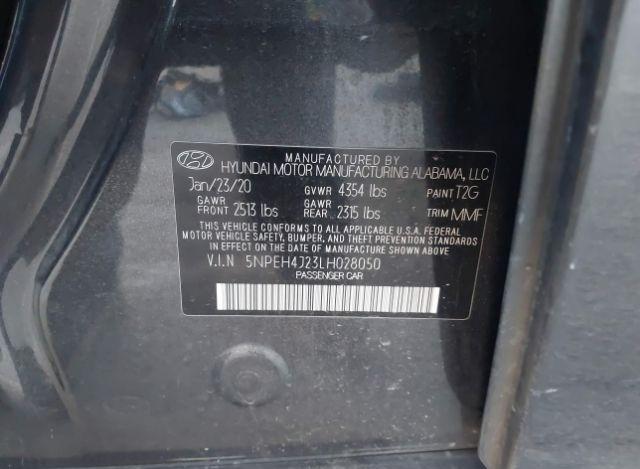 MANUFACTURED BY
HYUNDAI MOTOR MANUFACTURING ALABAMA, LLC
Jan/23/20 GVWR 4354 lbs PAINT T2G
GAWR FRONT 2513 lbs GAWR REAR 2315 lbs TRIM MMF
THIS VEHICLE CONFORMS TO ALL APPLICABLE U.S.A. FEDERAL
MOTOR VEHICLE SAFETY, BUMPER, AND THEFT PREVENTION STANDARDS
IN EFFECT ON THE DATE OF MANUFACTURE SHOWN ABOVE.
V.I.N 5NPEH4J23LH028050
PASSENGER CAR